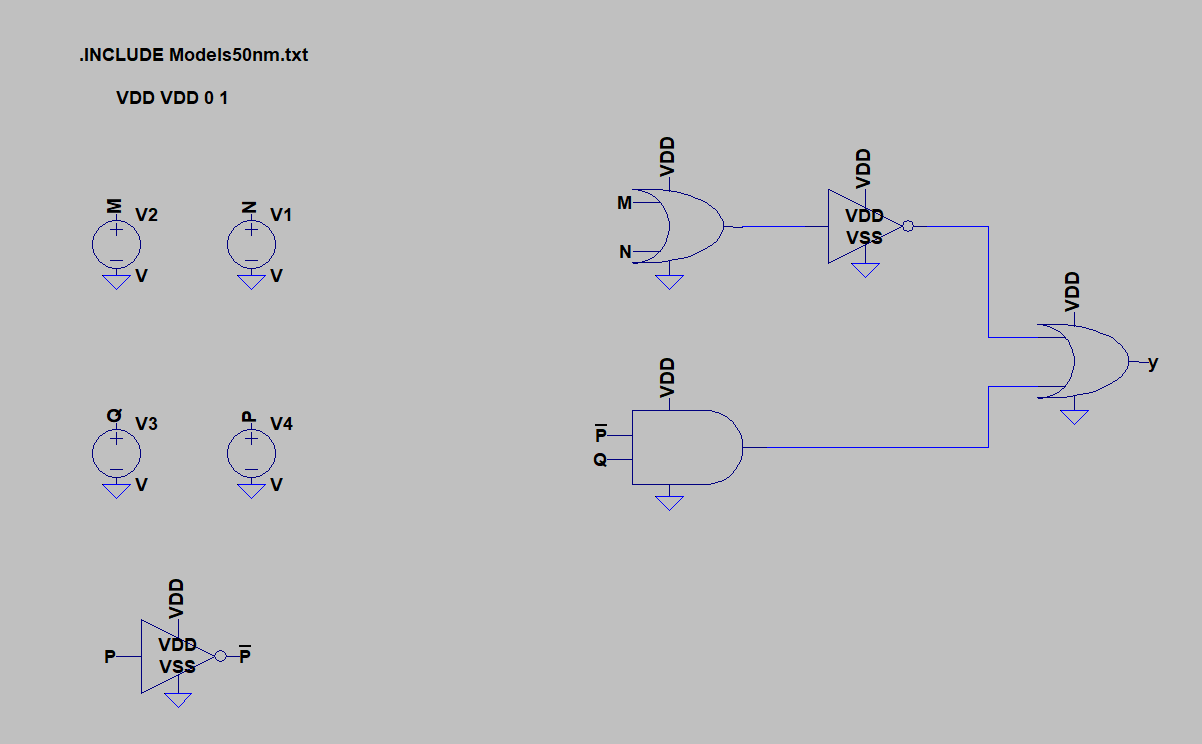 .INCLUDE Models50nm.txt
VDD VDD 0 1
M
V2
V
N
V1
V
Q
V3
V
P
V4
V
P
VDD
VDD
VSS
P̅
VDD
M
N
VDD
VDD
VSS
VDD
P̅
Q
VDD
y